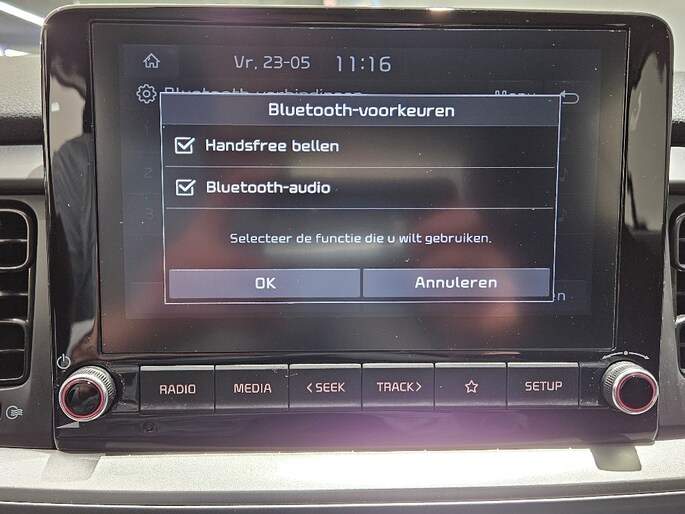 Vr, 23-05 11:16
Bluetooth-voorkeuren
Handsfree bellen
Bluetooth-audio
Selecteer de functie die u wilt gebruiken.
OK Annuleren
RADIO MEDIA <SEEK TRACK> SETUP